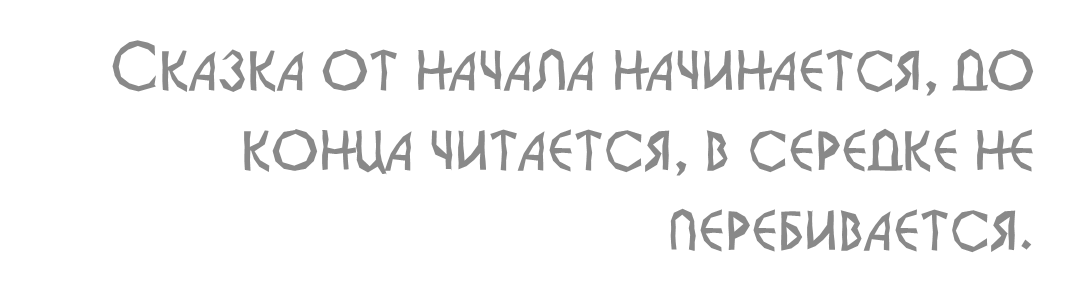 Сказка от начала начинается, до
конца читается, в середке не
перебивается.